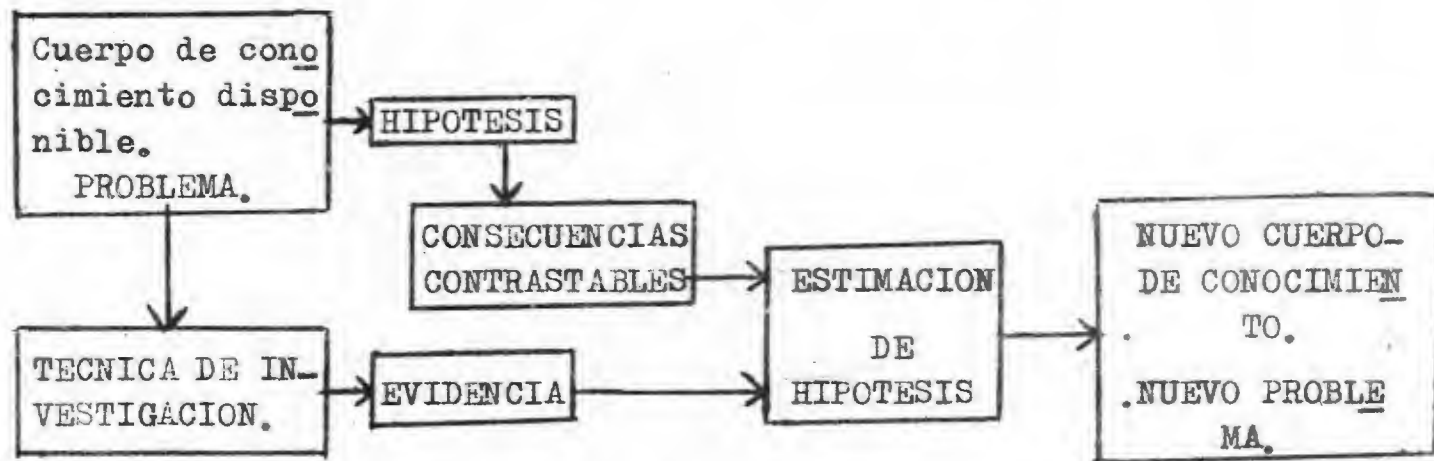 Cuerpo de cono
cimiento dispo
nible.
PROBLEMA.
HIPOTESIS
CONSECUENCIAS
CONTRASTABLES
TECNICA DE IN-
VESTIGACION.
EVIDENCIA
ESTIMACION
DE
HIPOTESIS
NUEVO CUERPO-
DE CONOCIMIEN
TO.
.NUEVO PROBLE
MA.